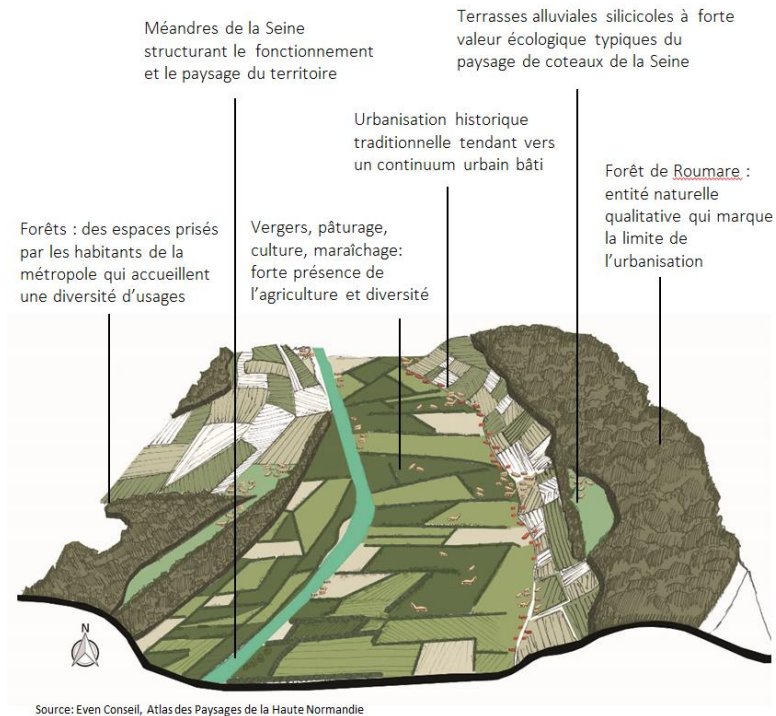 Méandres de la Seine
structurant le fonctionnement
et le paysage du territoire
Terrasses alluviales silicicoles à forte
valeur écologique typiques du
paysage de coteaux de la Seine
Urbanisation historique
traditionnelle tendant vers
un continuum urbain bâti
Forêt de Roumare :
entité naturelle
qualitative qui marque
la limite de
l'urbanisation
Forêts : des espaces prisés
par les habitants de la
métropole qui accueillent
une diversité d'usages
Vergers, pâturage,
culture, maraîchage:
forte présence de
l'agriculture et diversité
N
Source: Even Conseil, Atlas des Paysages de la Haute Normandie